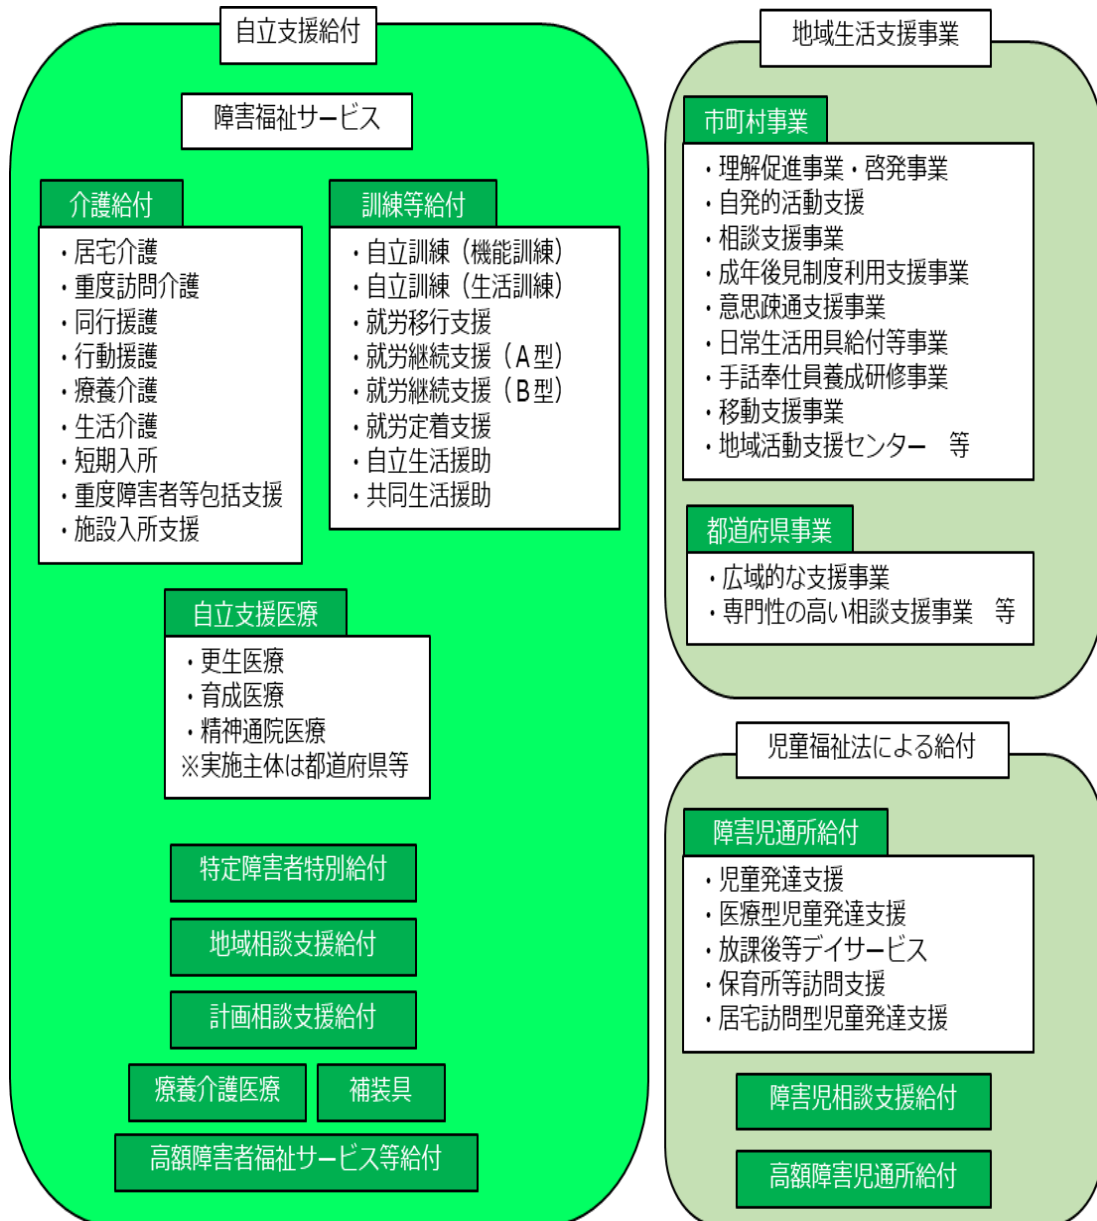 自立支援給付
障害福祉サービス
介護給付
・居宅介護
・重度訪問介護
・同行援護
・行動援護
・療養介護
・生活介護
・短期入所
・重度障害者等包括支援
・施設入所支援
訓練等給付
・自立訓練（機能訓練）
・自立訓練（生活訓練）
・就労移行支援
・就労継続支援（Ａ型）
・就労継続支援（Ｂ型）
・就労定着支援
・自立生活援助
・共同生活援助
自立支援医療
・更生医療
・育成医療
・精神通院医療
※実施主体は都道府県等
特定障害者特別給付
地域相談支援給付
計画相談支援給付
療養介護医療
補装具
高額障害者福祉サービス等給付
地域生活支援事業
市町村事業
・理解促進事業・啓発事業
・自発的活動支援
・相談支援事業
・成年後見制度利用支援事業
・意思疎通支援事業
・日常生活用具給付等事業
・手話奉仕員養成研修事業
・移動支援事業
・地域活動支援センター　等
都道府県事業
・広域的な支援事業
・専門性の高い相談支援事業　等
児童福祉法による給付
障害児通所給付
・児童発達支援
・医療型児童発達支援
・放課後等デイサービス
・保育所等訪問支援
・居宅訪問型児童発達支援
障害児相談支援給付
高額障害児通所給付